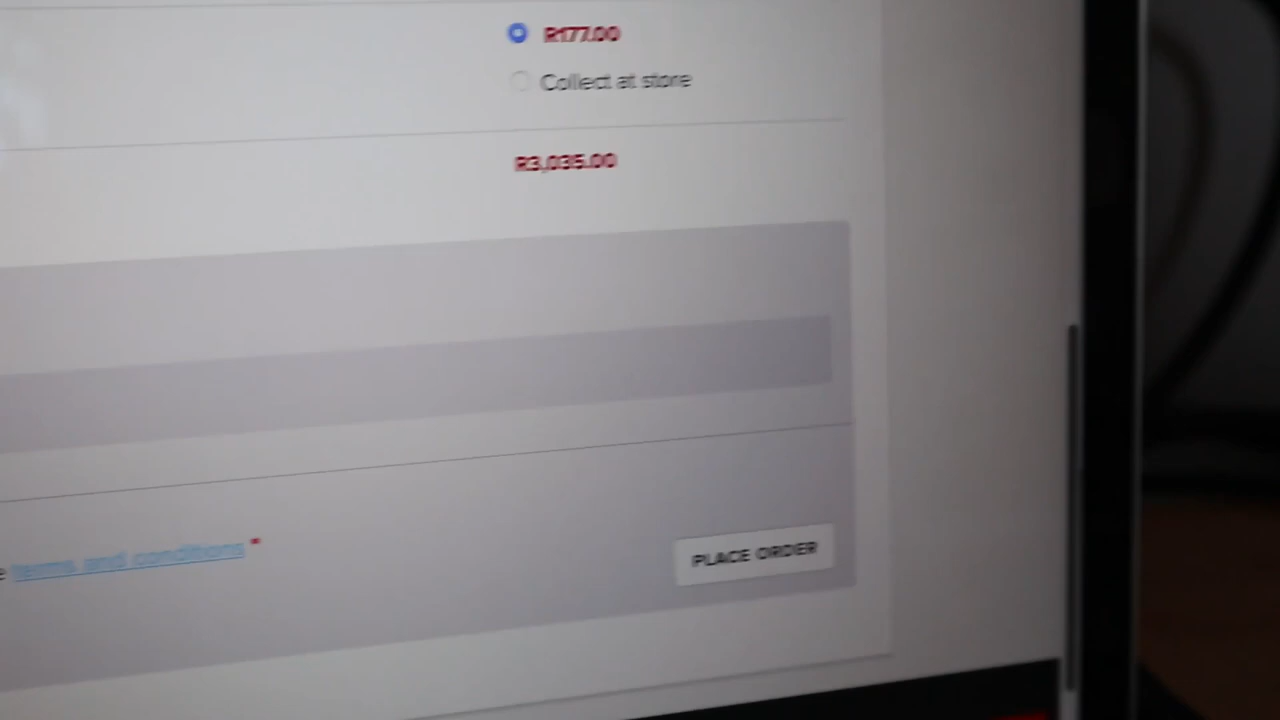 R177.00
Collect at store
R3,035.00
terms and conditions *
PLACE ORDER